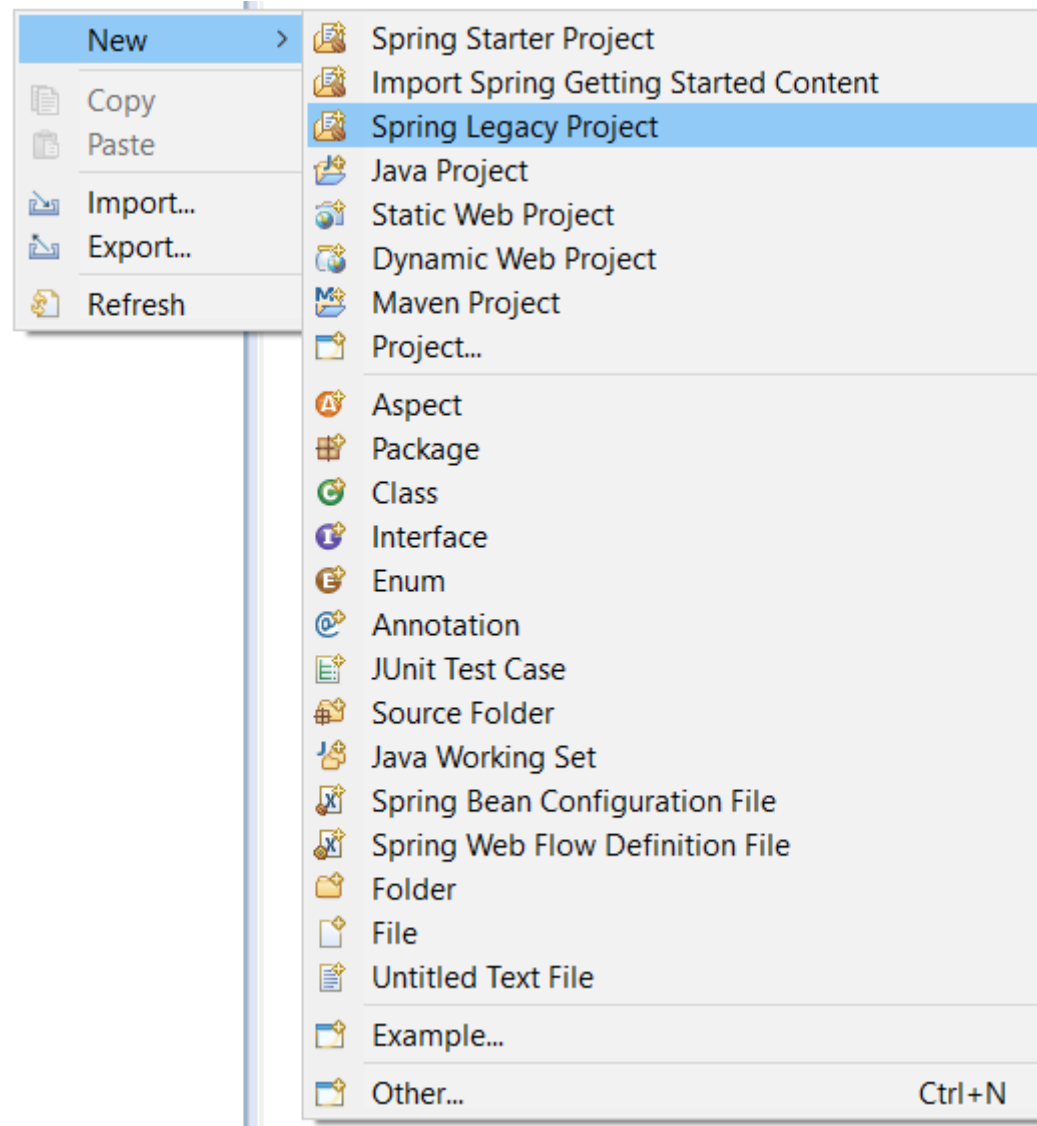 New
Copy
Paste
Import...
Export...
Refresh
Spring Starter Project
Import Spring Getting Started Content
Spring Legacy Project
Java Project
Static Web Project
Dynamic Web Project
Maven Project
Project...
Aspect
Package
Class
Interface
Enum
Annotation
JUnit Test Case
Source Folder
Java Working Set
Spring Bean Configuration File
Spring Web Flow Definition File
Folder
File
Untitled Text File
Example...
Other... Ctrl+N